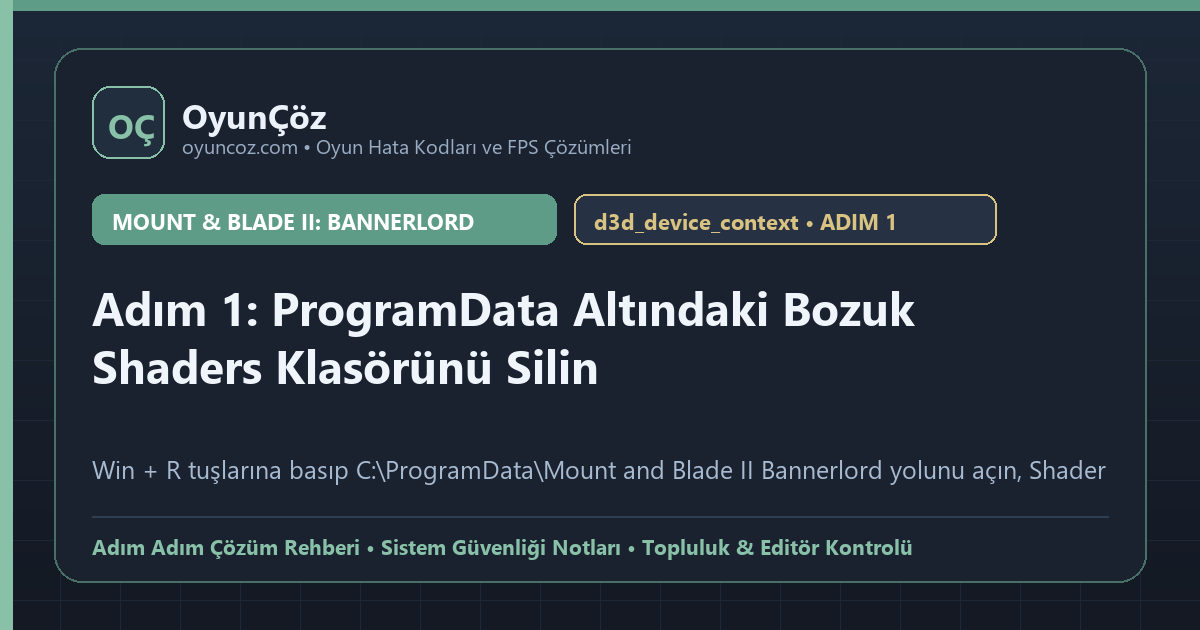 OÇ
OyunÇöz
oyuncoz.com • Oyun Hata Kodları ve FPS Çözümleri
MOUNT & BLADE II: BANNERLORD
d3d_device_context • ADIM 1
Adım 1: ProgramData Altındaki Bozuk
Shaders Klasörünü Silin
Win + R tuşlarına basıp C:\ProgramData\Mount and Blade II Bannerlord yolunu açın, Shader
Adım Adım Çözüm Rehberi • Sistem Güvenliği Notları • Topluluk & Editör Kontrolü